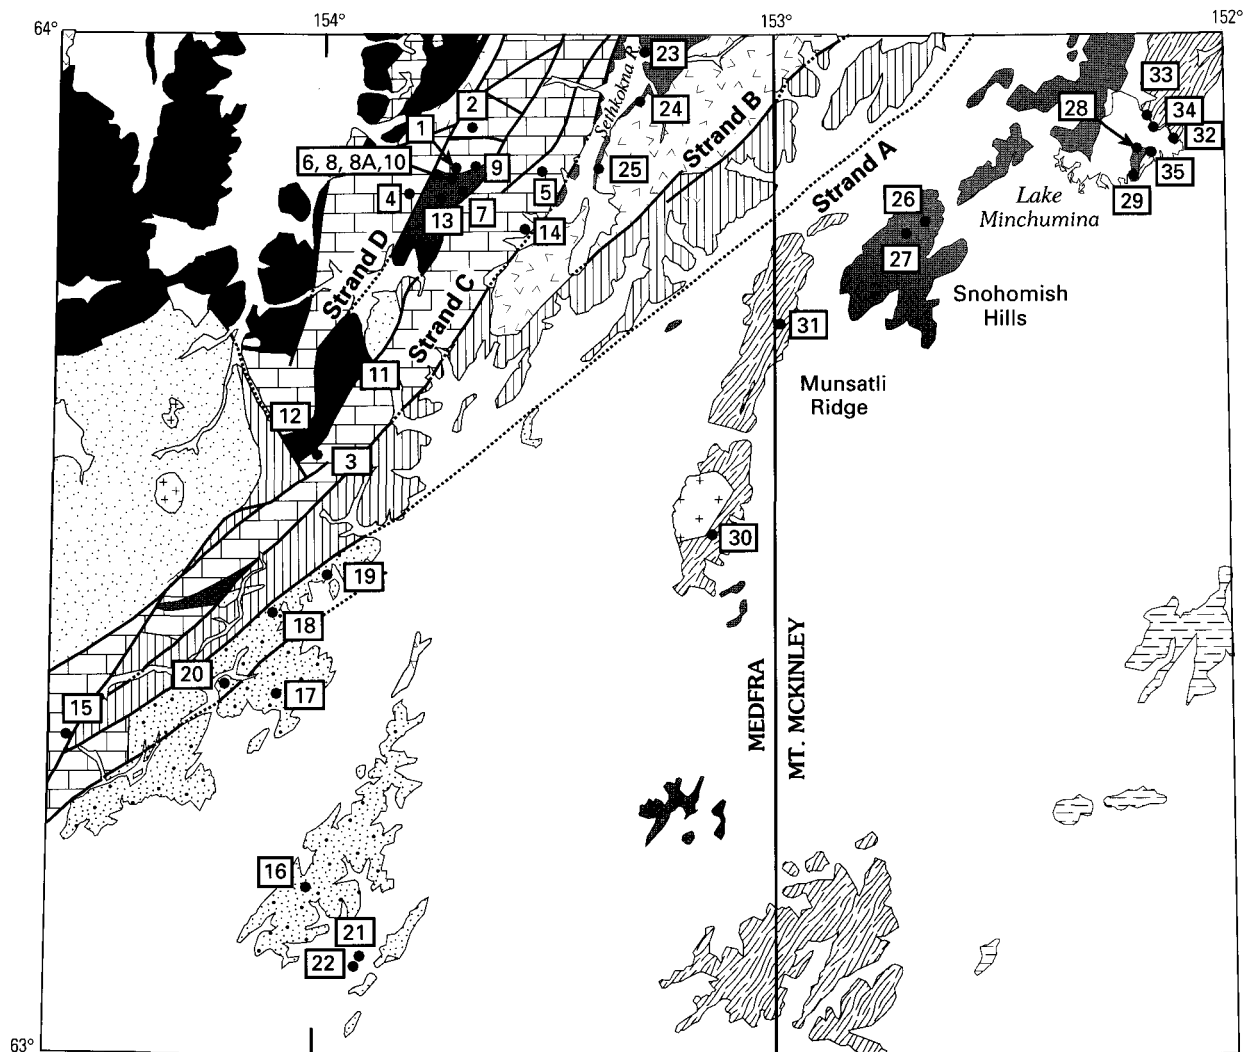 64°
154°
153°
152°
Sethkokna R.
23
33
2
24
28
34
1
32
Strand B
6, 8, 8A, 10
9
25
5
35
4
Strand A
29
Lake
Minchumina
26
13
7
14
27
Strand D
Snohomish
Hills
Strand C
31
11
Munsatli
Ridge
12
3
30
19
18
20
MEDFRA
MT. MCKINLEY
17
15
16
21
22
63°